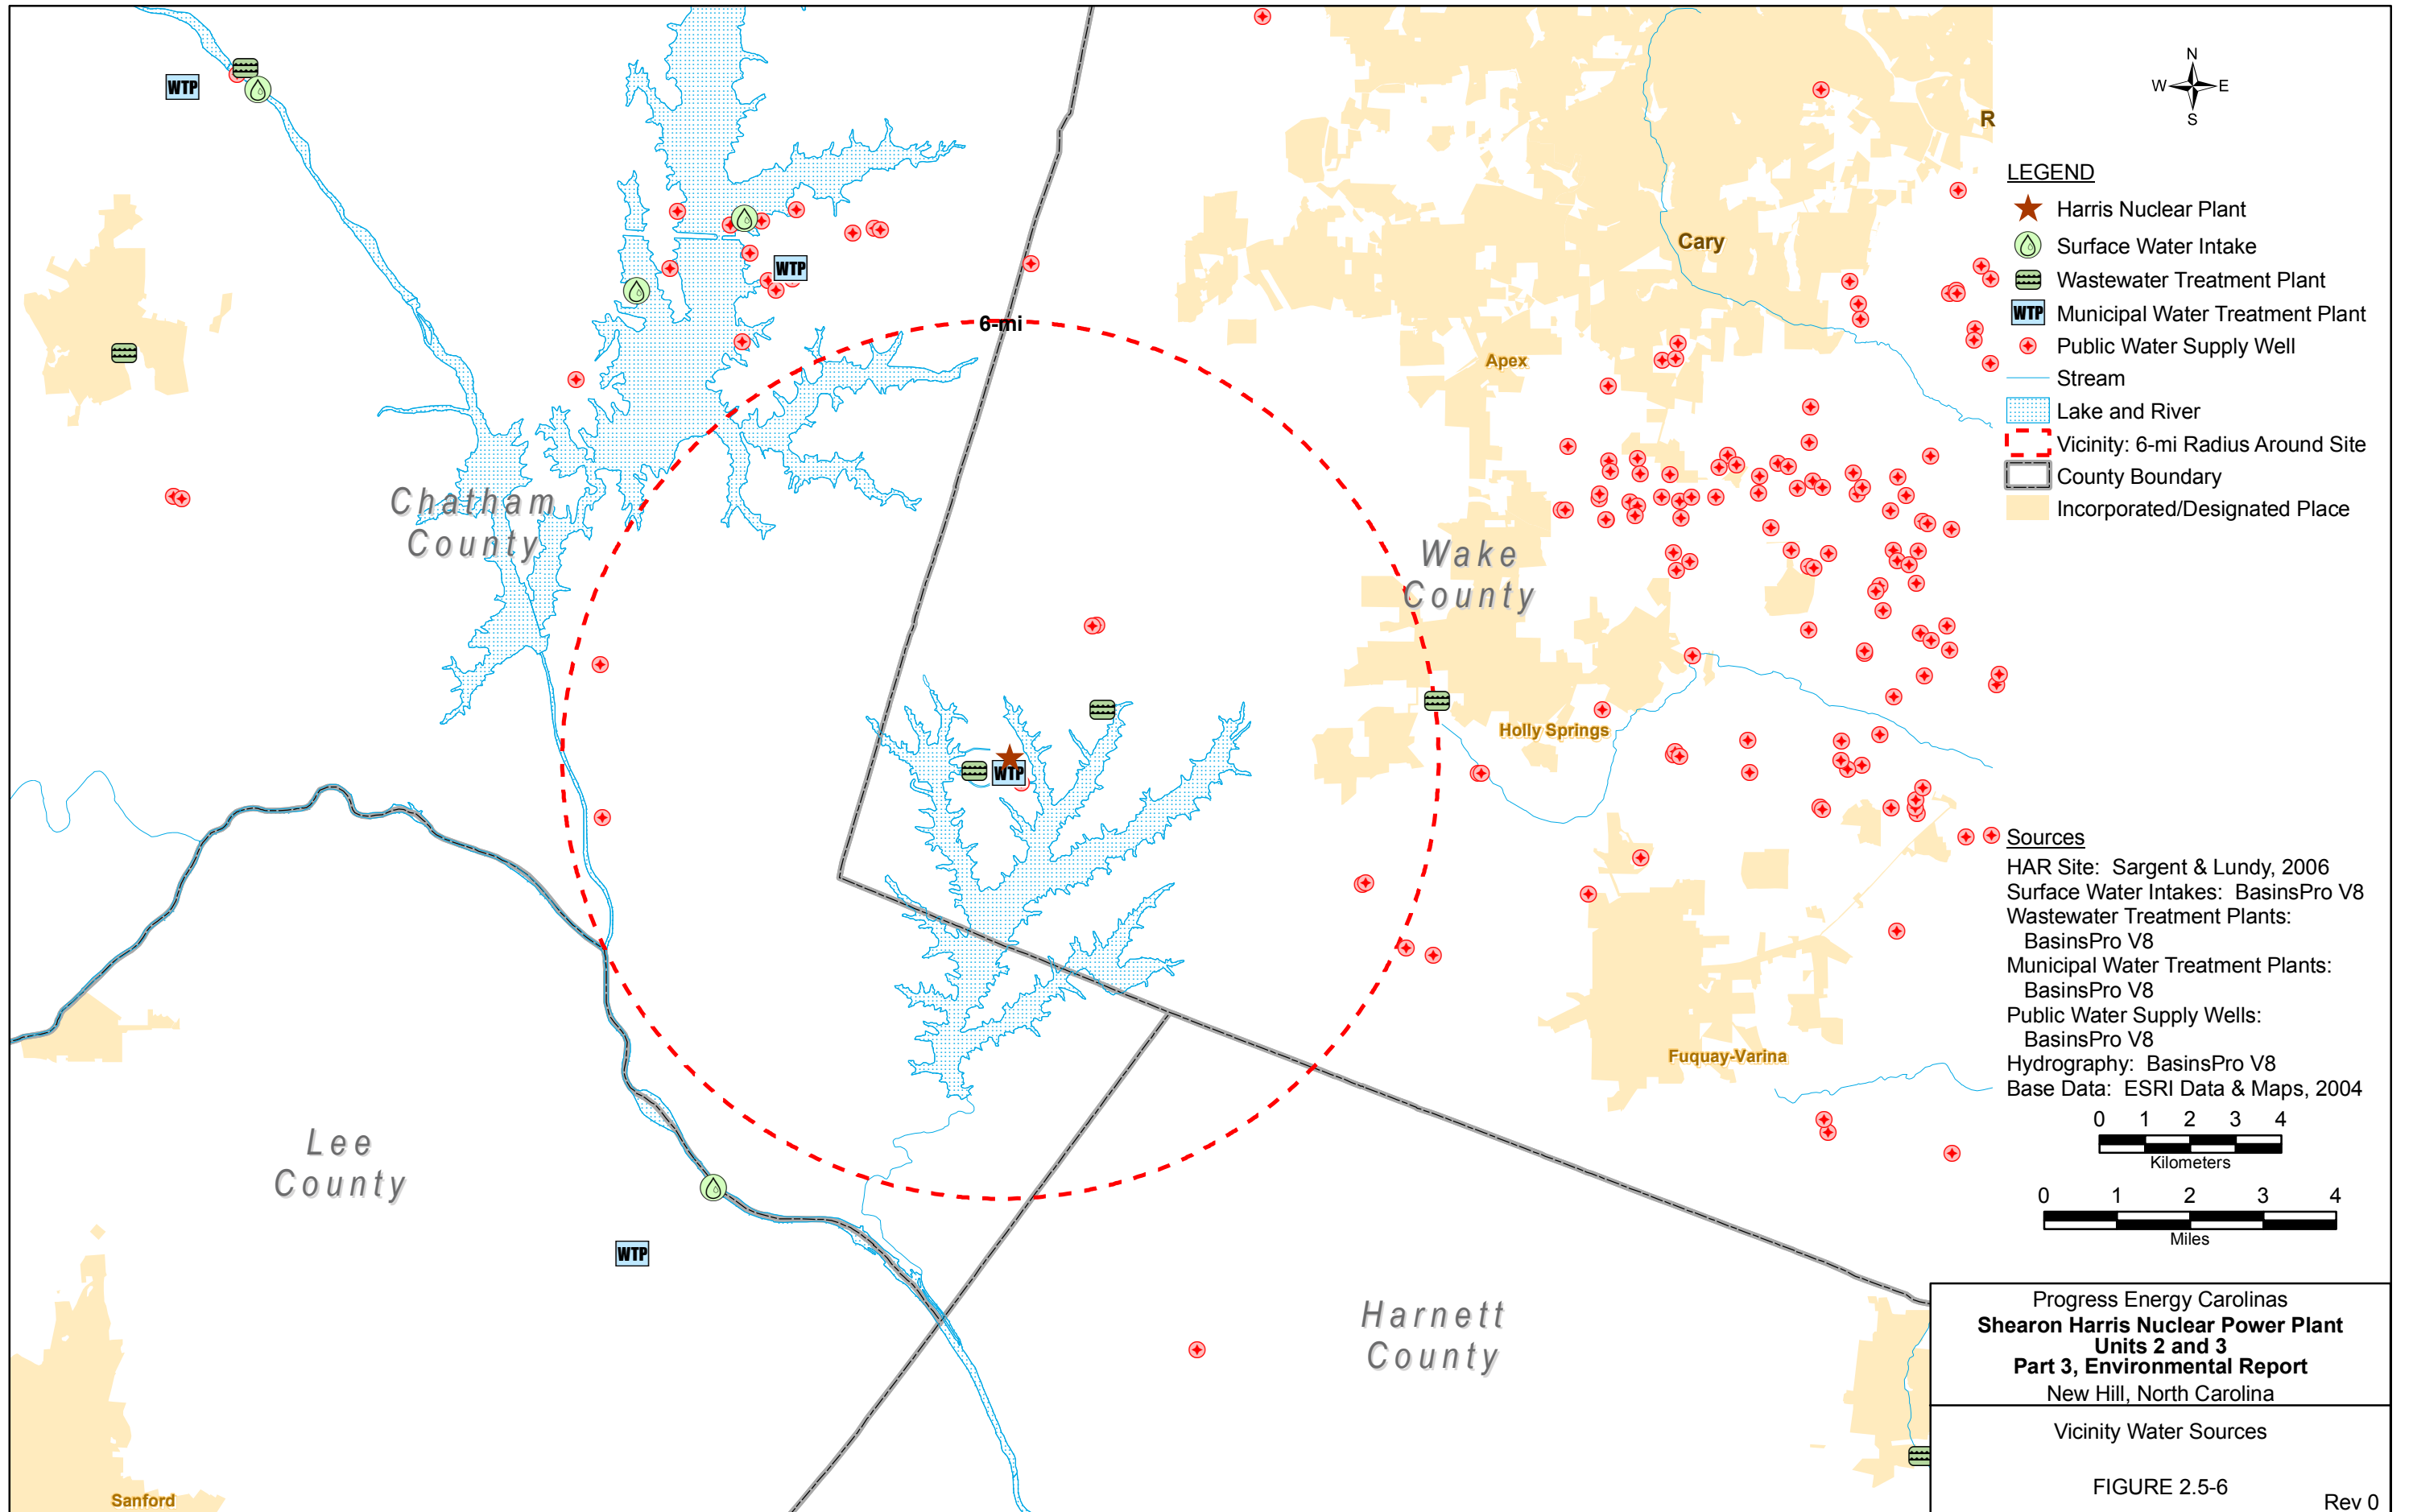 WTP
N
W E
S
R
LEGEND
Harris Nuclear Plant
Surface Water Intake
Wastewater Treatment Plant
WTP Municipal Water Treatment Plant
Public Water Supply Well
Stream
Lake and River
Vicinity: 6-mi Radius Around Site
County Boundary
Incorporated/Designated Place
Cary
WTP
6-mi
Apex
Chatham
County
Wake
County
Holly Springs
WTP
Sources
HAR Site: Sargent & Lundy, 2006
Surface Water Intakes: BasinsPro V8
Wastewater Treatment Plants:
BasinsPro V8
Municipal Water Treatment Plants:
BasinsPro V8
Public Water Supply Wells:
BasinsPro V8
Hydrography: BasinsPro V8
Base Data: ESRI Data & Maps, 2004
Fuquay-Varina
0 1 2 3 4
Kilometers
0 1 2 3 4
Miles
Lee
County
WTP
Harnett
County
Sanford
Progress Energy Carolinas
Shearon Harris Nuclear Power Plant
Units 2 and 3
Part 3, Environmental Report
New Hill, North Carolina
Vicinity Water Sources
FIGURE 2.5-6
Rev 0